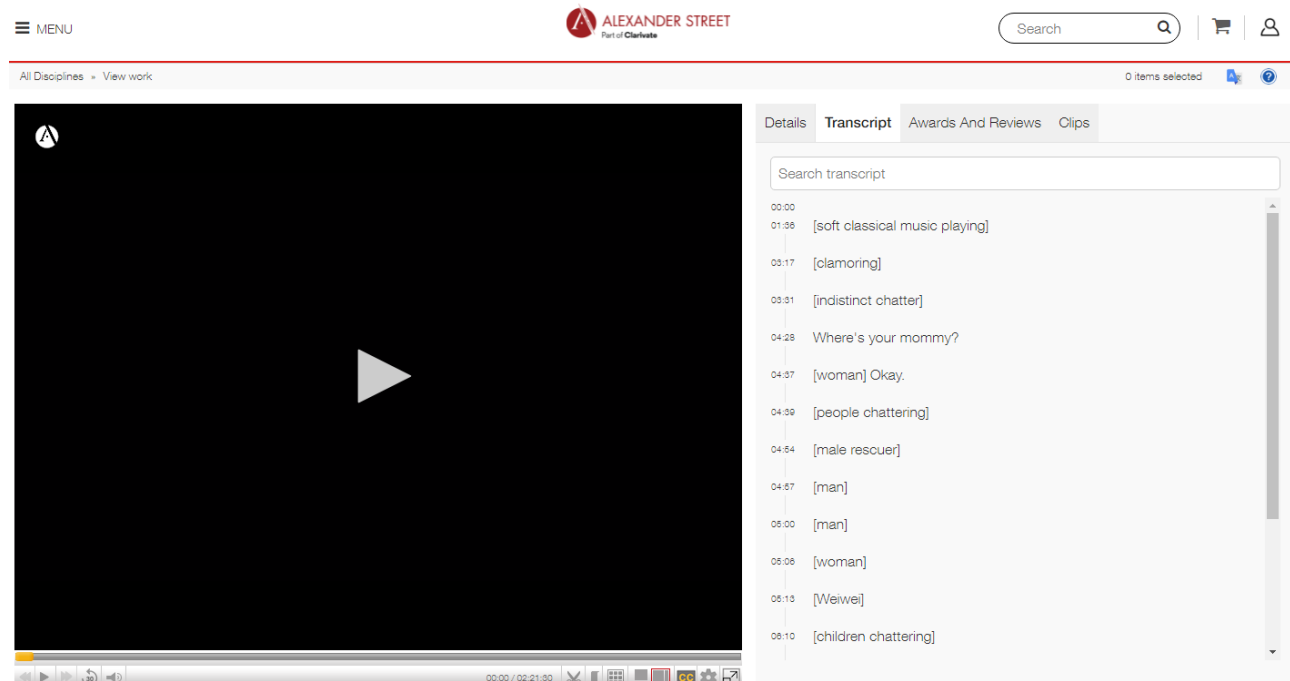 MENU
ALEXANDER STREET
Part of Clarivate
Search
All Disciplines » View work
0 items selected
Details Transcript Awards And Reviews Clips
Search transcript
00:00
01:36 [soft classical music playing]
03:17 [clamoring]
03:31 [indistinct chatter]
04:28 Where's your mommy?
04:37 [woman] Okay.
04:39 [people chattering]
04:54 [male rescuer]
04:57 [man]
05:00 [man]
05:06 [woman]
05:13 [Weiwei]
06:10 [children chattering]
30
00:00 / 02:21:50
CC